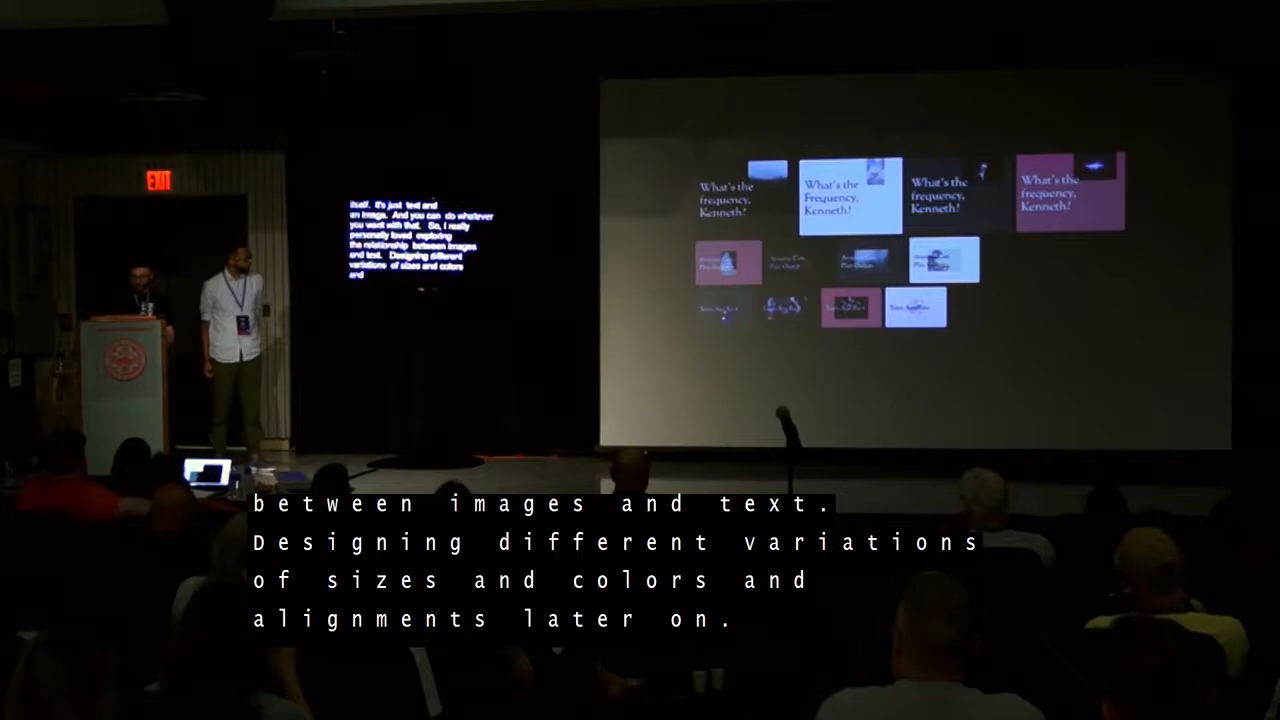 EXIT
itself. It's just text and
an image. And you can do whatever
you want with that. So, I really
personally loved exploring
the relationship between images
and text. Designing different
variations of sizes and colors
and
What's the
frequency,
Kenneth?
What's the
Frequency,
Kenneth?
What's the
frequency,
Kenneth?
What's the
frequency,
Kenneth?
between images and text.
Designing different variations
of sizes and colors and
alignments later on.